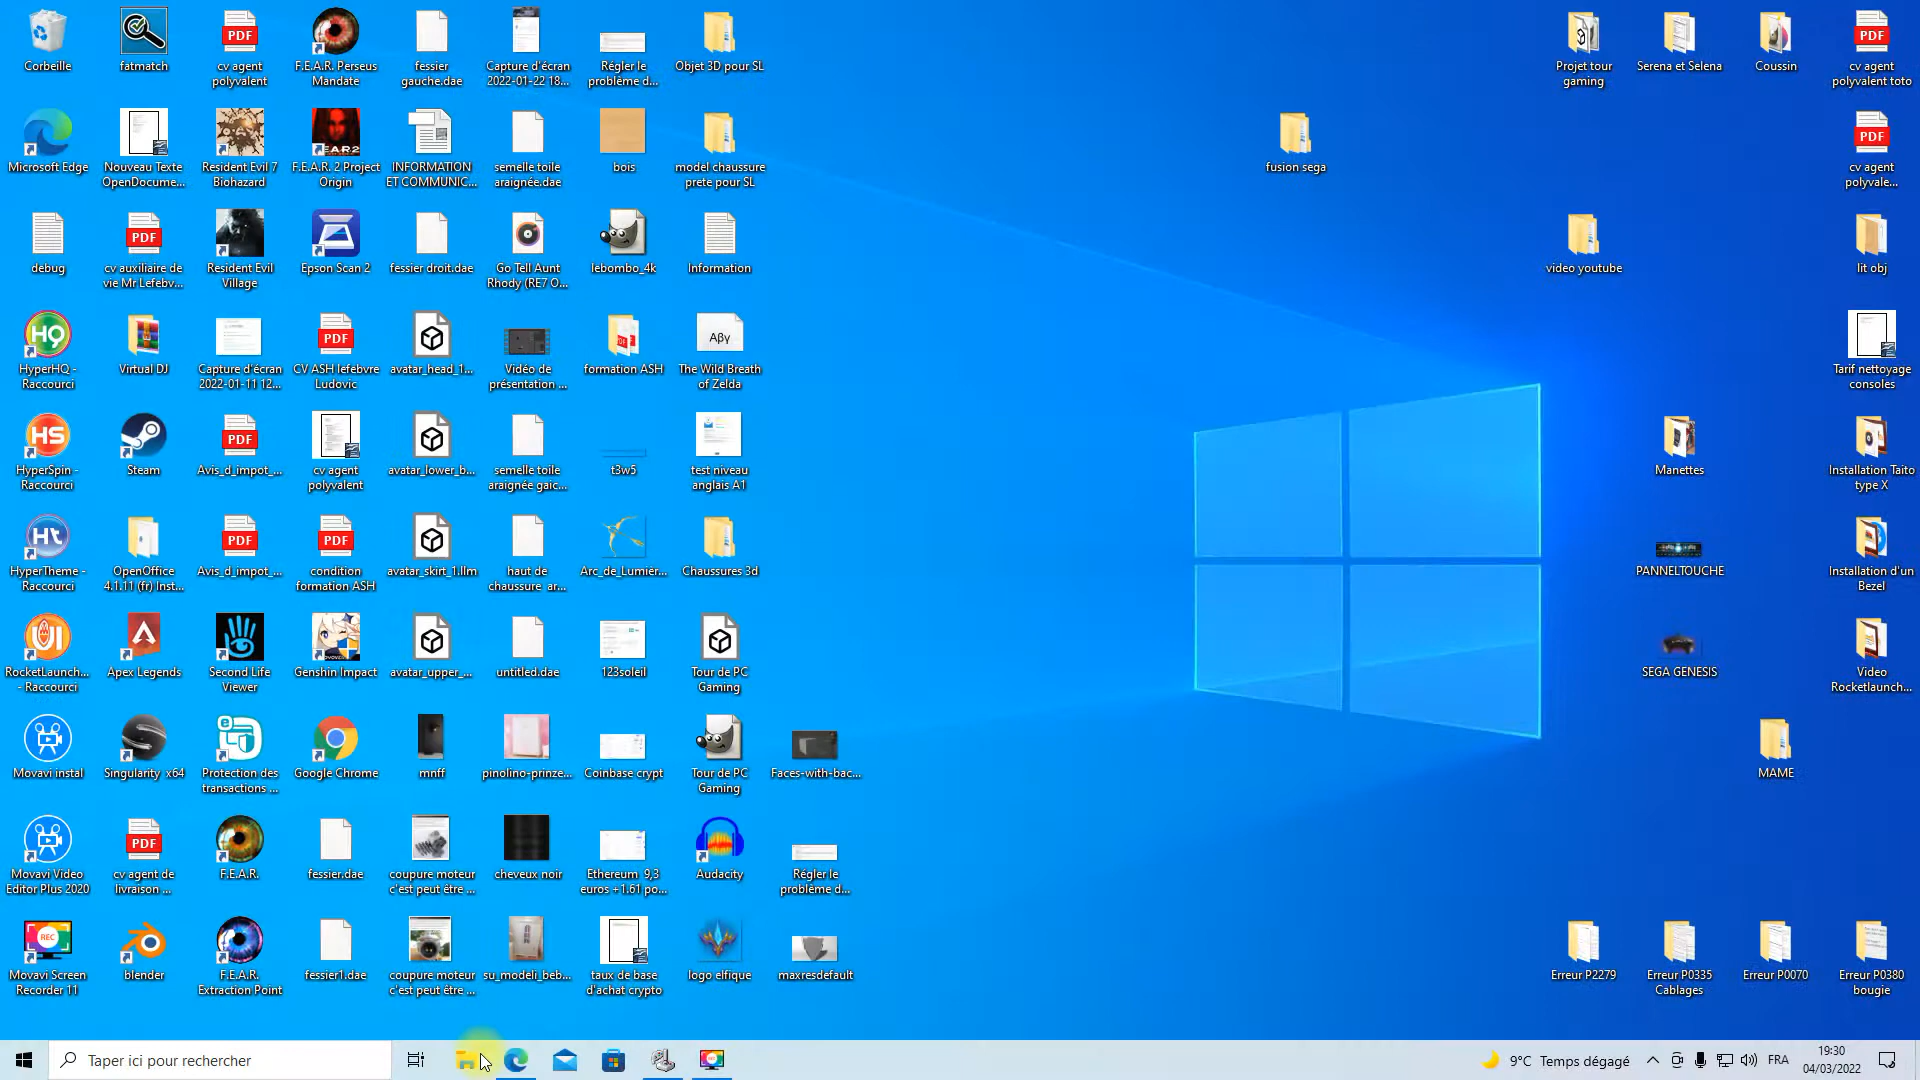 Corbeille
fatmatch
cv agent
polyvalent
F.E.A.R. Perseus
Mandate
fessier
gauche.dae
Capture d'écran
2022-01-22 18...
Régler le
problème d...
Objet 3D pour SL
Projet tour
gaming
Serena et Selena
Coussin
cv agent
polyvalent toto
Microsoft Edge
Nouveau Texte
OpenDocume...
Resident Evil 7
Biohazard
F.E.A.R. 2 Project
Origin
INFORMATION
ET COMMUNIC...
semelle toile
araignée.dae
bois
model chaussure
prete pour SL
fusion sega
cv agent
polyvale...
debug
cv auxiliaire de
vie Mr Lefebv...
Resident Evil
Village
Epson Scan 2
fessier droit.dae
Go Tell Aunt
Rhody (RE7 O...
lebombo_4k
Information
video youtube
lit obj
HyperHQ -
Raccourci
Virtual DJ
Capture d'écran
2022-01-11 12...
CV ASH lefebvre
Ludovic
avatar_head_1...
Vidéo de
présentation ...
formation ASH
The Wild Breath
of Zelda
Tarif nettoyage
consoles
HyperSpin -
Raccourci
Steam
Avis_d_impot_...
cv agent
polyvalent
avatar_lower_b...
semelle toile
araignée gaic...
t3w5
test niveau
anglais A1
Manettes
Installation Taito
type X
HyperTheme -
Raccourci
OpenOffice
4.1.11 (fr) Inst...
Avis_d_impot_...
condition
formation ASH
avatar_skirt_1.llm
haut de
chaussure ar...
Arc_de_Lumiér...
Chaussures 3d
PANNELTOUCHE
Installation d'un
Bezel
RocketLaunch...
- Raccourci
Apex Legends
Second Life
Viewer
Genshin Impact
avatar_upper_...
untitled.dae
123soleil
Tour de PC
Gaming
SEGA GENESIS
Video
Rocketlaunch...
Movavi instal
Singularity_x64
Protection des
transactions ...
Google Chrome
mnff
pinolino-prinze...
Coinbase crypt
Tour de PC
Gaming
Faces-with-bac...
MAME
Movavi Video
Editor Plus 2020
cv agent de
livraison ...
F.E.A.R.
fessier.dae
coupure moteur
c'est peut être ...
cheveux noir
Ethereum 9,3
euros +1.61 po...
Audacity
Régler le
problème d...
Movavi Screen
Recorder 11
blender
F.E.A.R.
Extraction Point
fessier1.dae
coupure moteur
c'est peut être ...
su_modeli_beb...
taux de base
d'achat crypto
logo elfique
maxresdefault
Erreur P2279
Erreur P0335
Cablages
Erreur P0070
Erreur P0380
bougie
Taper ici pour rechercher
9°C Temps dégagé
FRA
19:30
04/03/2022